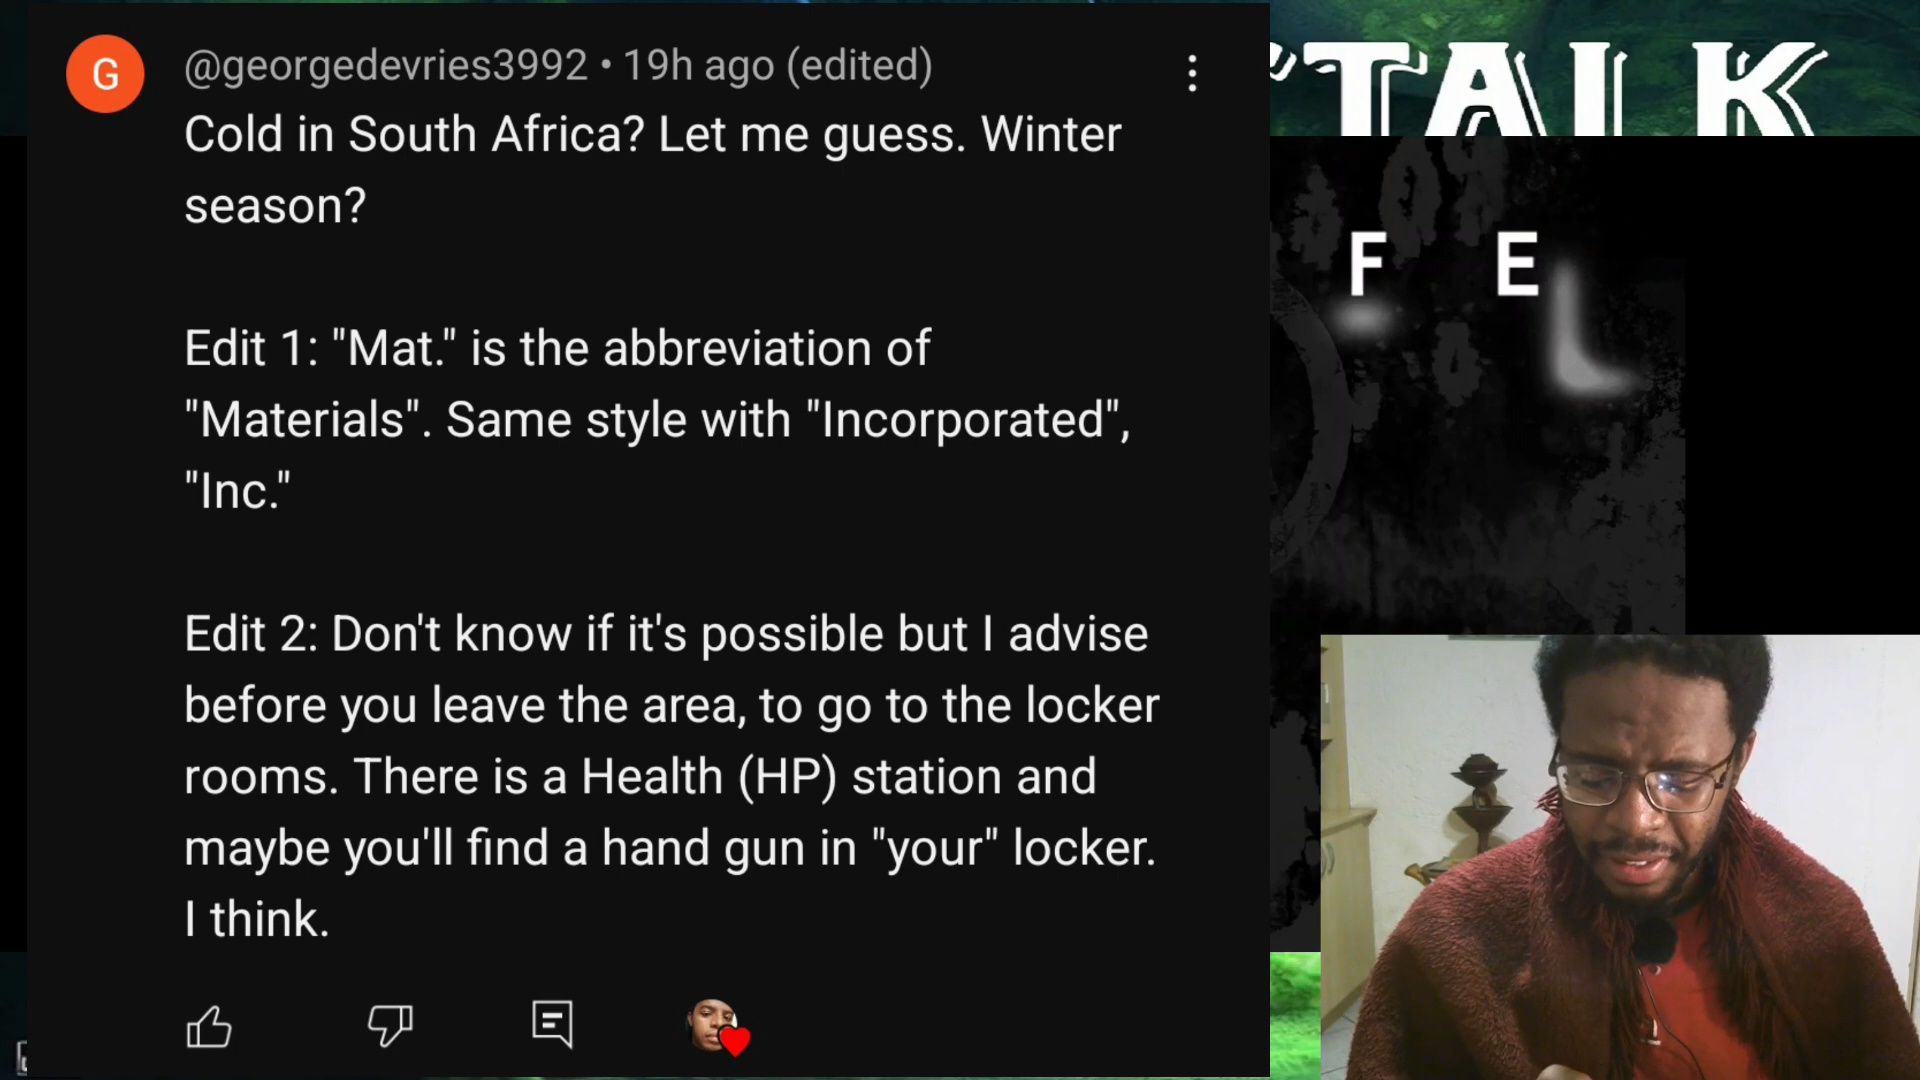 G
@georgedevries3992 • 19h ago (edited)
Cold in South Africa? Let me guess. Winter
season?
Edit 1: "Mat." is the abbreviation of
"Materials". Same style with "Incorporated",
"Inc."
Edit 2: Don't know if it's possible but I advise
before you leave the area, to go to the locker
rooms. There is a Health (HP) station and
maybe you'll find a hand gun in "your" locker.
I think.
TALK
F E